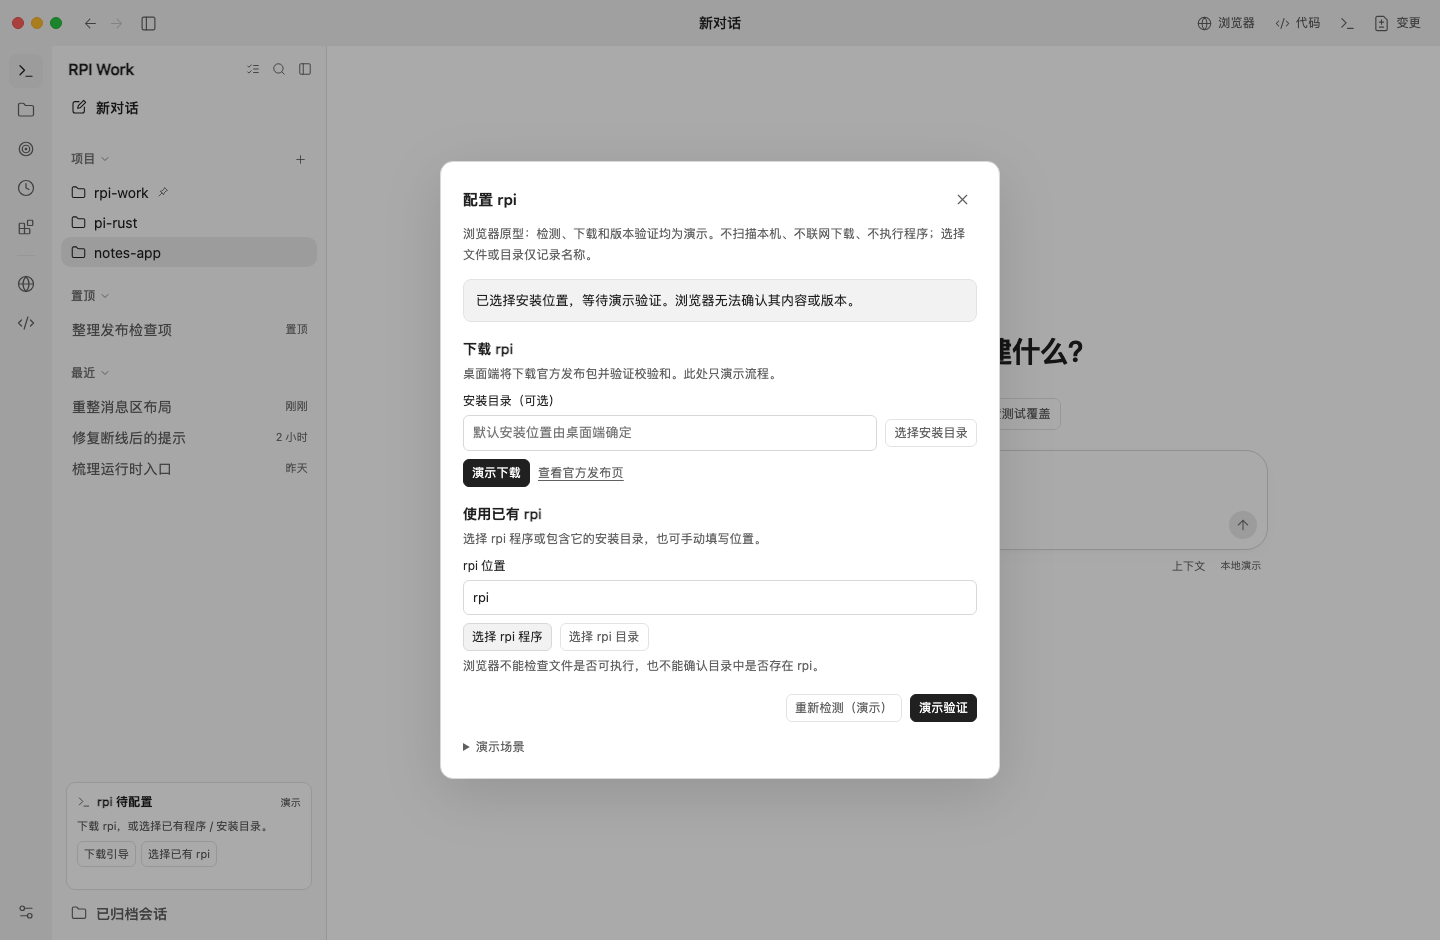 新对话
浏览器
代码
变更
RPI Work
新对话
项目
rpi-work
pi-rust
notes-app
置顶
整理发布检查项 置顶
最近
重整消息区布局 刚刚
修复断线后的提示 2 小时
梳理运行时入口 昨天
rpi 待配置 演示
下载 rpi，或选择已有程序 / 安装目录。
下载引导 选择已有 rpi
已归档会话
配置 rpi
浏览器原型：检测、下载和版本验证均为演示。不扫描本机、不联网下载、不执行程序；选择
文件或目录仅记录名称。
已选择安装位置，等待演示验证。浏览器无法确认其内容或版本。
下载 rpi
桌面端将下载官方发布包并验证校验和。此处只演示流程。
安装目录（可选）
默认安装位置由桌面端确定 选择安装目录
演示下载 查看官方发布页
使用已有 rpi
选择 rpi 程序或包含它的安装目录，也可手动填写位置。
rpi 位置
rpi
选择 rpi 程序 选择 rpi 目录
浏览器不能检查文件是否可执行，也不能确认目录中是否存在 rpi。
重新检测（演示） 演示验证
演示场景
什么?
测试覆盖
上下文 本地演示